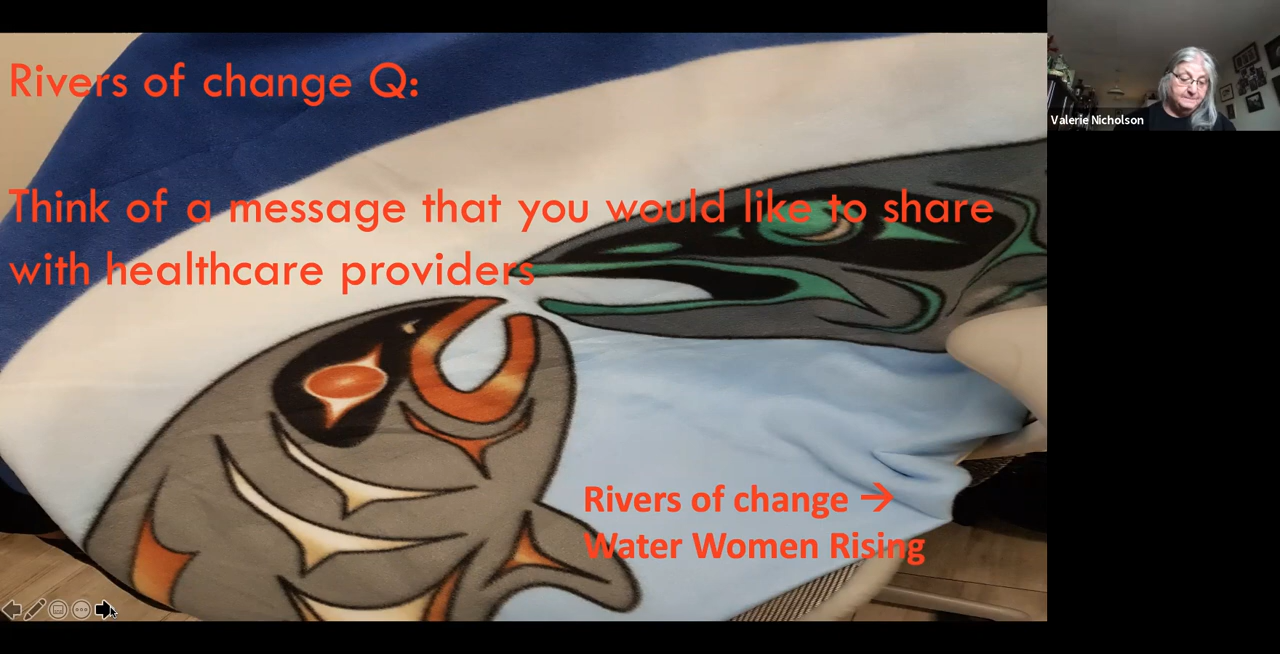 Rivers of change Q:
Think of a message that you would like to share
with healthcare providers
Rivers of change →
Water Women Rising
Valerie Nicholson